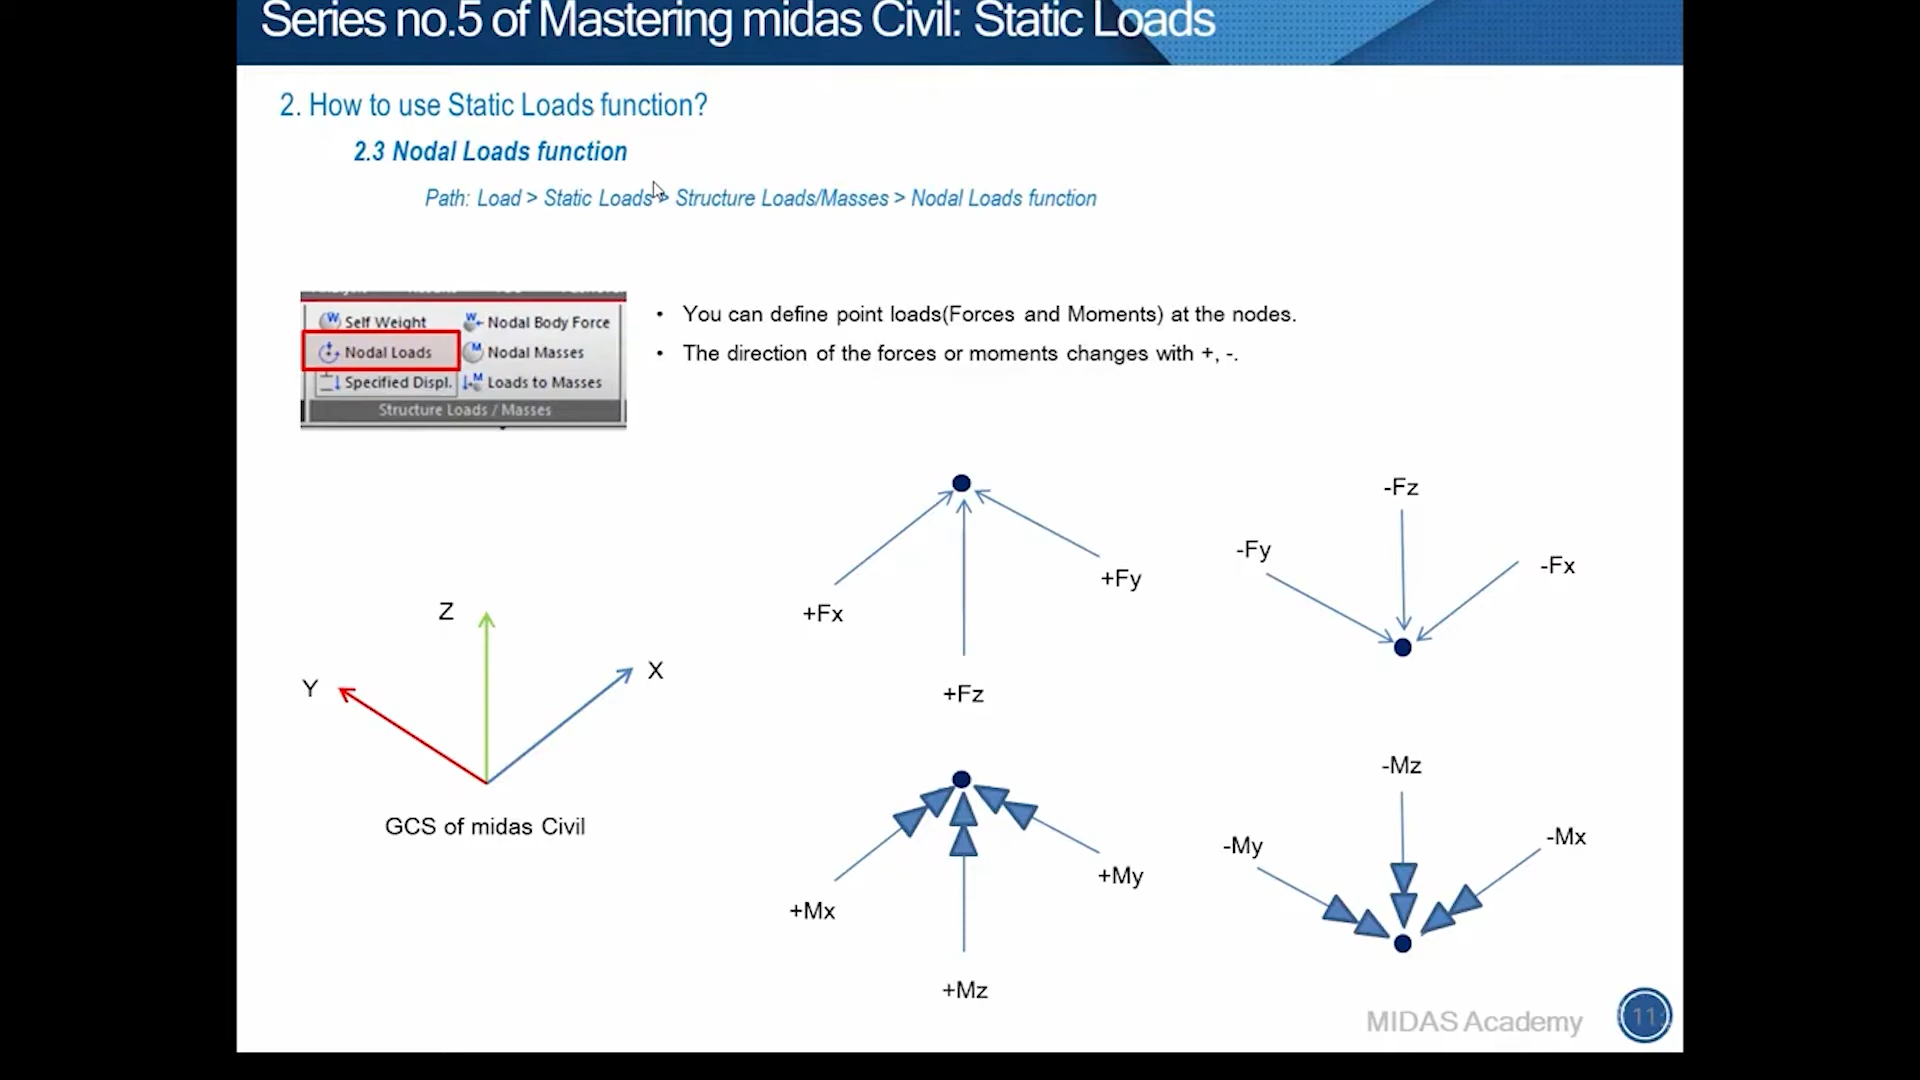 Series no.5 of Mastering midas Civil: Static Loads
2. How to use Static Loads function?
2.3 Nodal Loads function
Path: Load > Static Loads > Structure Loads/Masses > Nodal Loads function
Self Weight
Nodal Body Force
Nodal Loads
Nodal Masses
Specified Displ.
Loads to Masses
Structure Loads / Masses
• You can define point loads(Forces and Moments) at the nodes.
• The direction of the forces or moments changes with +, -.
Z
Y
X
GCS of midas Civil
+Fx
+Fy
+Fz
-Fz
-Fy
-Fx
+Mx
+My
+Mz
-Mz
-My
-Mx
MIDAS Academy
11